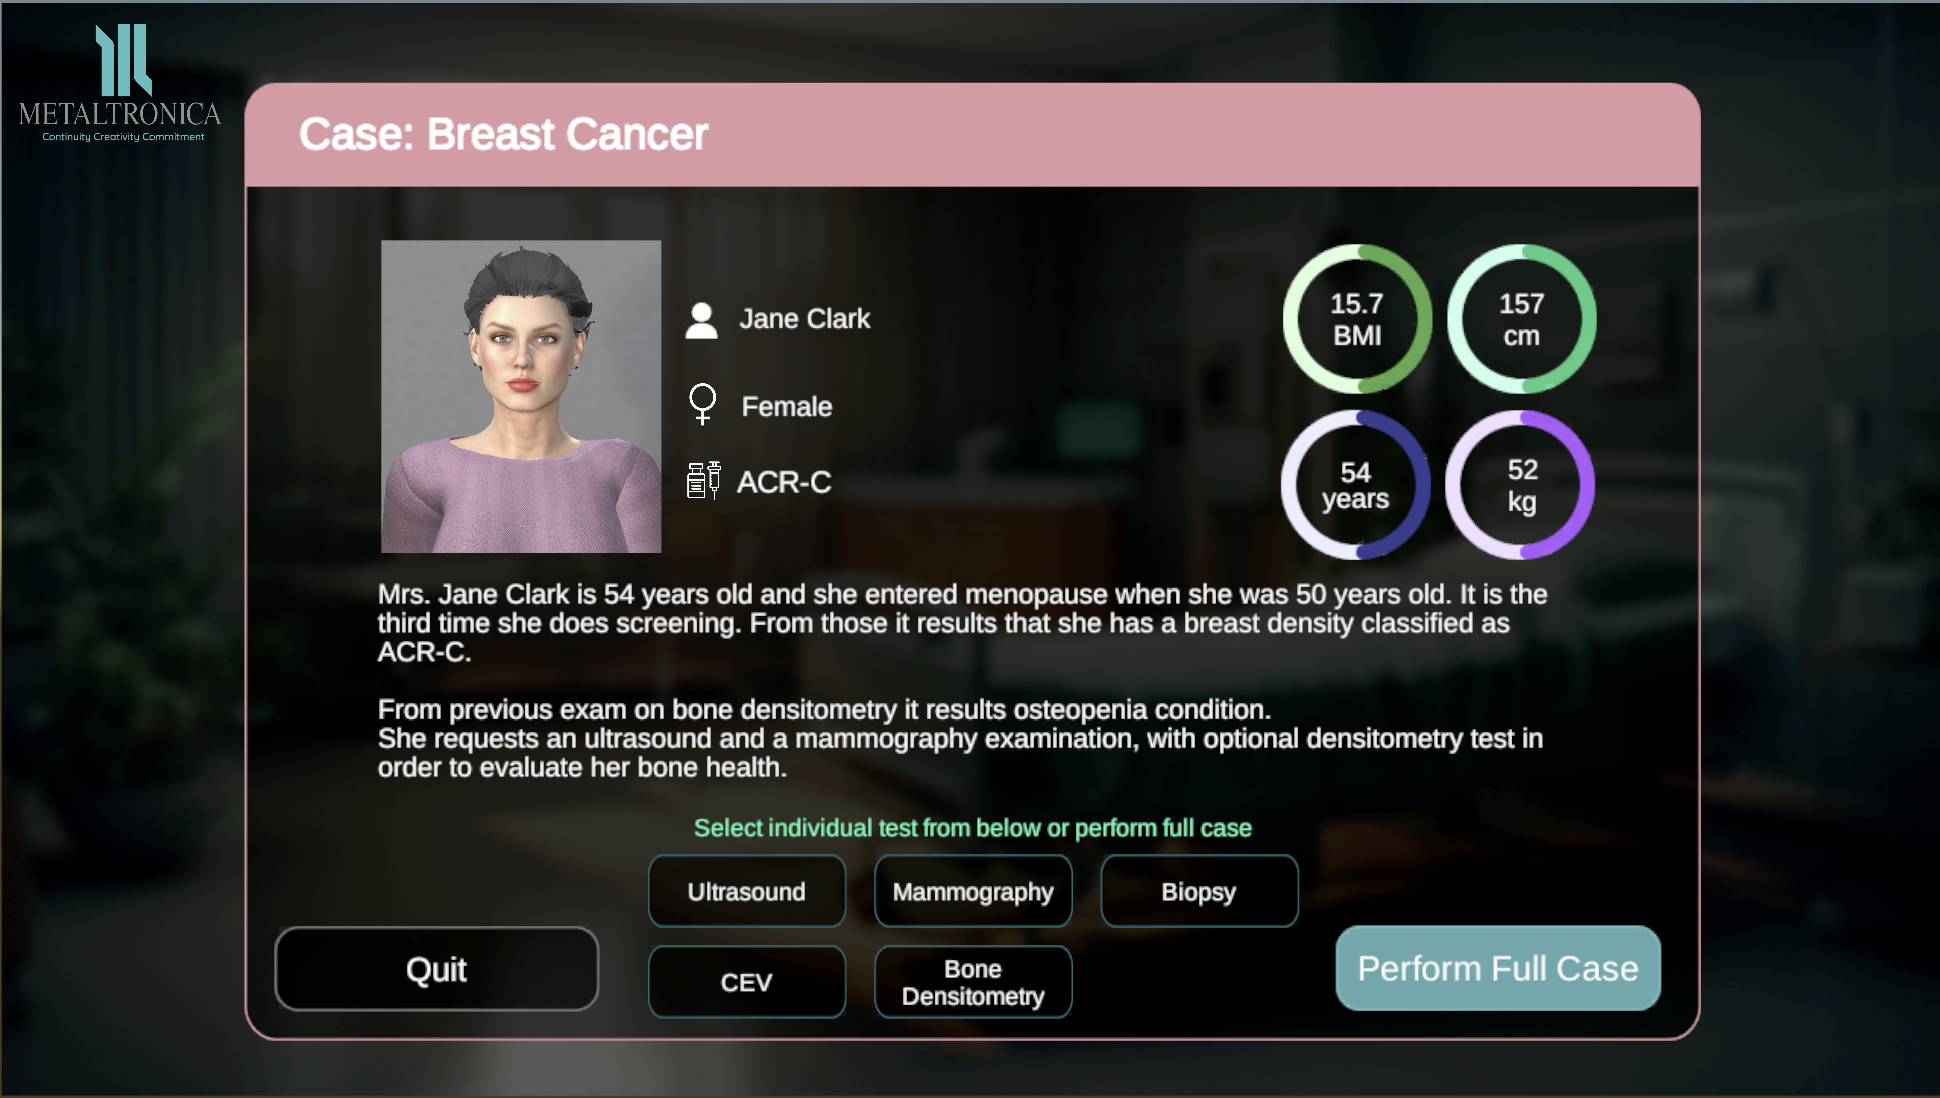 METALTRONICA
Continuity Creativity Commitment
Case: Breast Cancer
Jane Clark
Female
ACR-C
15.7
BMI
157
cm
54
years
52
kg
Mrs. Jane Clark is 54 years old and she entered menopause when she was 50 years old. It is the
third time she does screening. From those it results that she has a breast density classified as
ACR-C.
From previous exam on bone densitometry it results osteopenia condition.
She requests an ultrasound and a mammography examination, with optional densitometry test in
order to evaluate her bone health.
Select individual test from below or perform full case
Ultrasound
Mammography
Biopsy
Quit
CEV
Bone
Densitometry
Perform Full Case